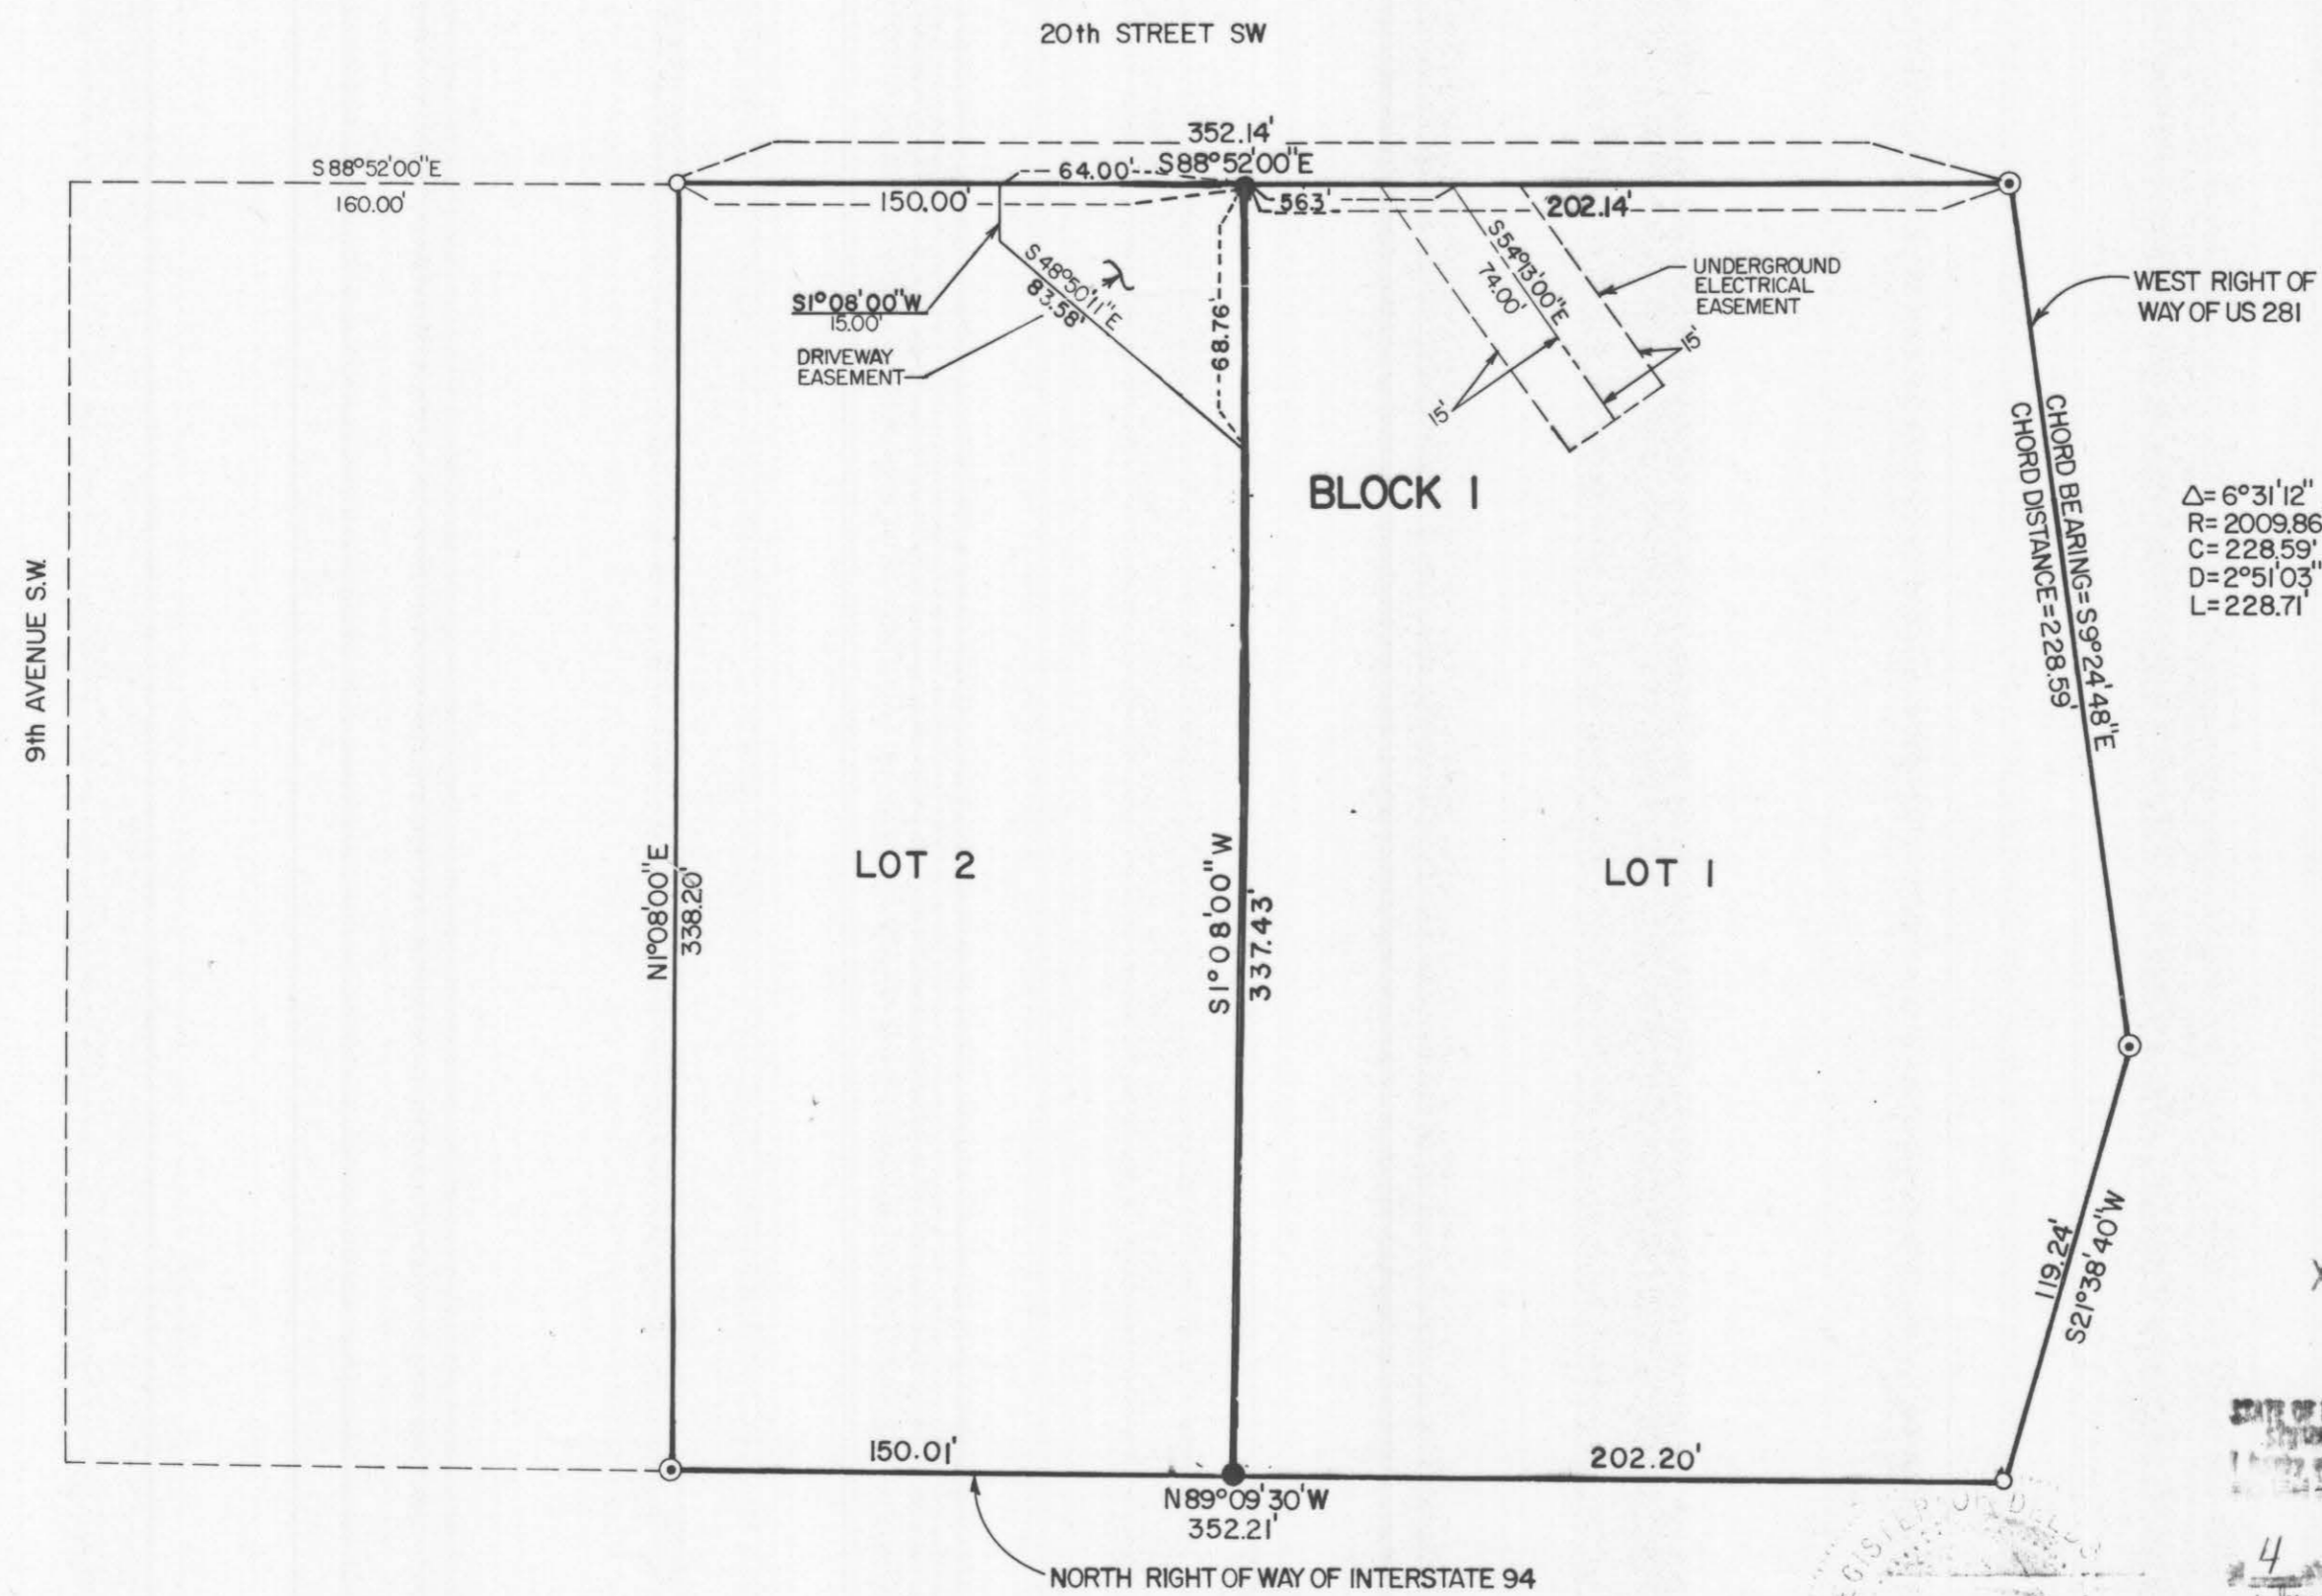 20th STREET SW
352.14'
S88°52'00"E
64.00'
S88°52'00"E
160.00'
150.00'
563'
202.14'
S1°08'00"W
15.00'
DRIVEWAY
EASEMENT
S48°50'11"E
83.58'
68.76'
S54°13'00"E
74.00'
UNDERGROUND
ELECTRICAL
EASEMENT
15'
15'
WEST RIGHT OF
WAY OF US 281
BLOCK 1
CHORD BEARING=S9°24'48"E
CHORD DISTANCE=228.59'
Δ=6°31'12"
R=2009.86
C=228.59'
D=2°51'03"
L=228.71'
9th AVENUE S.W.
N1°08'00"E
338.20'
LOT 2
S1°08'00"W
337.43'
LOT 1
119.24'
S21°38'40"W
150.01'
202.20'
N89°09'30'W
352.21'
NORTH RIGHT OF WAY OF INTERSTATE 94
STATE OF
4